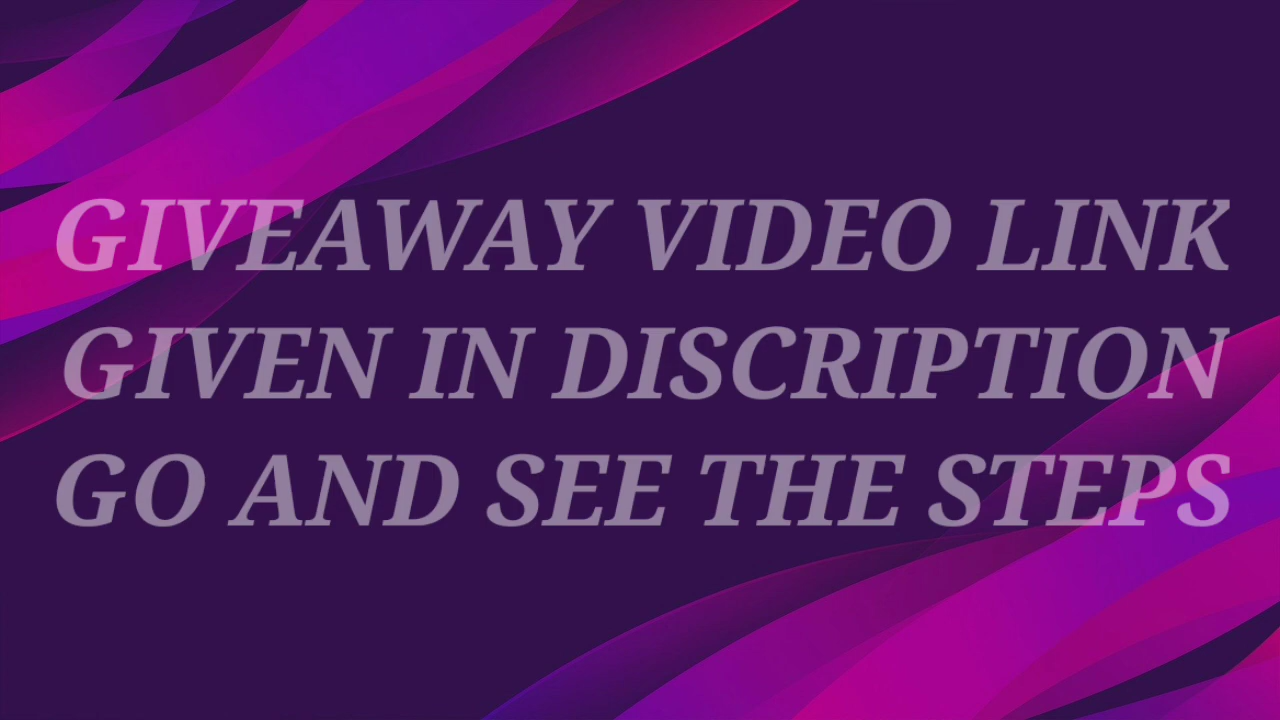 GIVEAWAY VIDEO LINK
GIVEN IN DISCRIPTION
GO AND SEE THE STEPS